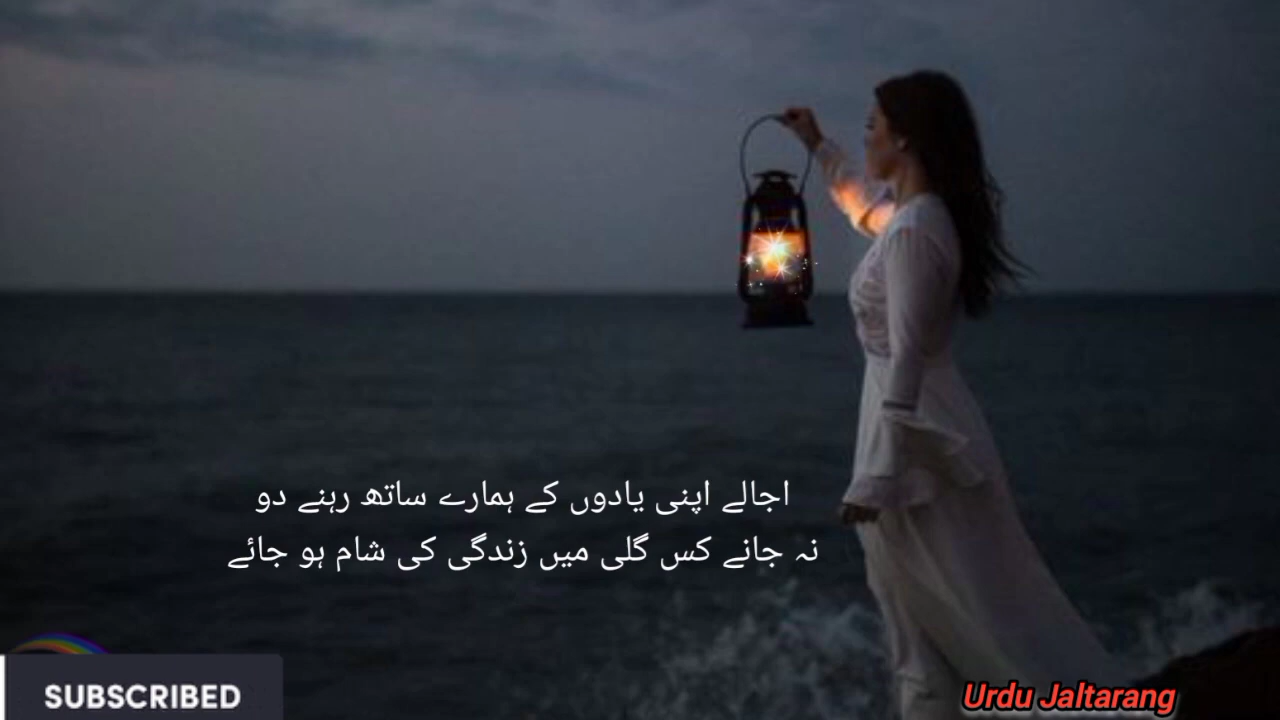 اجالے اپنی یادوں کے ہمارے ساتھ رہنے دو
نہ جانے کس گلی میں زندگی کی شام ہو جائے
SUBSCRIBED
Urdu Jaltarang